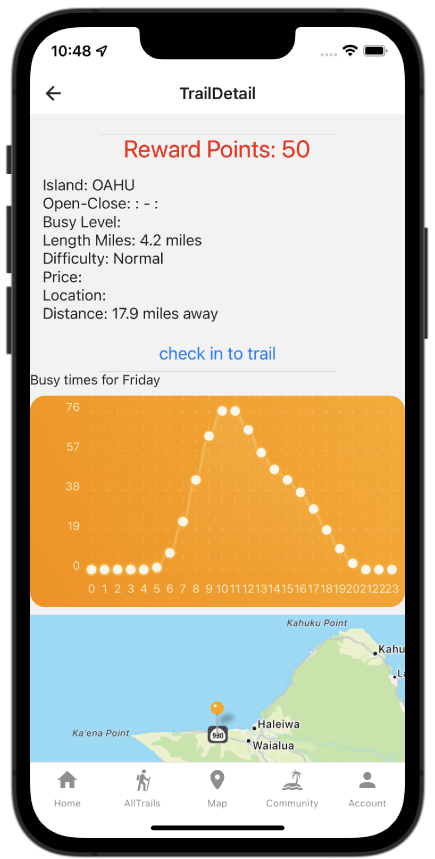 10:48
TrailDetail
Reward Points: 50
Island: OAHU
Open-Close: : - :
Busy Level:
Length Miles: 4.2 miles
Difficulty: Normal
Price:
Location:
Distance: 17.9 miles away
check in to trail
Busy times for Friday
76
57
38
19
0
0 1 2 3 4 5 6 7 8 9 10 11 12 13 14 15 16 17 18 19 20 21 22 23
Kahuku Point
Kahu
La
Ka'ena Point
930
Haleiwa
Waialua
Home AllTrails Map Community Account